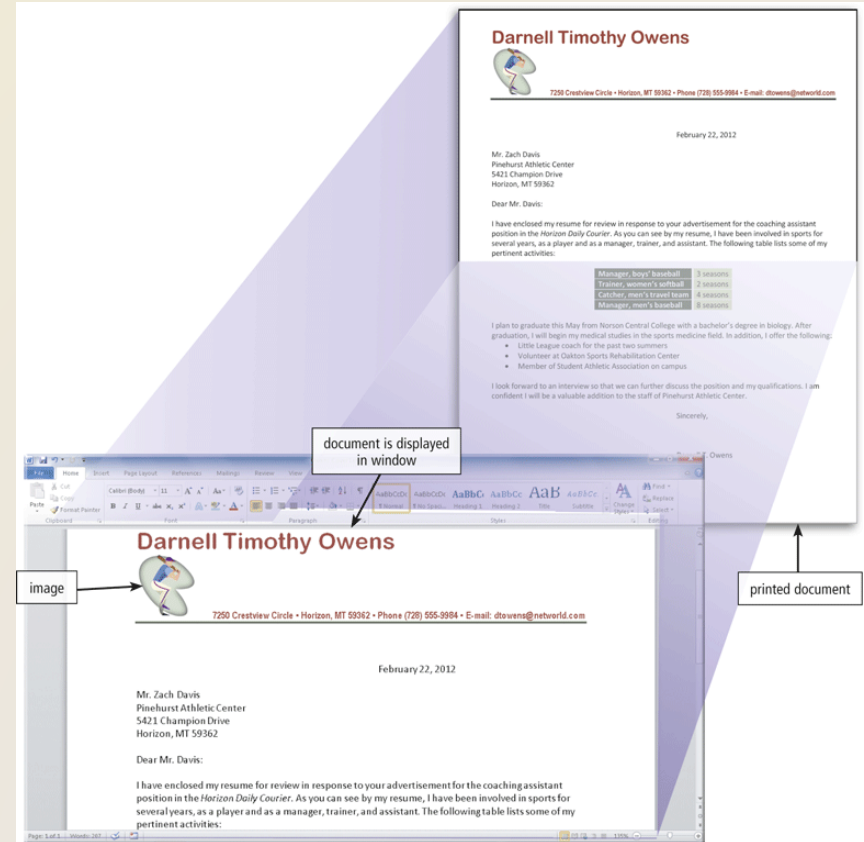 Darnell Timothy Owens
7250 Crestview Circle • Horizon, MT 59362 • Phone (728) 555-9984 • E-mail: dtowens@networld.com
February 22, 2012
Mr. Zach Davis
Pinehurst Athletic Center
5421 Champion Drive
Horizon, MT 59362
Dear Mr. Davis:
I have enclosed my resume for review in response to your advertisement for the coaching assistant
position in the Horizon Daily Courier. As you can see by my resume, I have been involved in sports for
several years, as a player and as a manager, trainer, and assistant. The following table lists some of my
pertinent activities:
Manager, boys' baseball 3 seasons
Trainer, women's softball 2 seasons
Catcher, men's travel team 4 seasons
Manager, men's baseball 8 seasons
I plan to graduate this May from Norson Central College with a bachelor's degree in biology. After
graduation, I will begin my medical studies in the sports medicine field. In addition, I offer the following:
• Little League coach for the past two summers
• Volunteer at Oakton Sports Rehabilitation Center
• Member of Student Athletic Association on campus
I look forward to an interview so that we can further discuss the position and my qualifications. I am
confident I will be a valuable addition to the staff of Pinehurst Athletic Center.
Sincerely,
Owens
printed document
document is displayed
in window
File Home Insert Page Layout References Mailings Review View
Cut
Copy
Format Painter
Paste
Clipboard
Calibri (Body) 11
Font
Paragraph
AaBbCcDc AaBbCcDc AaBbC AaBbCc AaB AaBbCc
¶ Normal ¶ No Spaci... Heading 1 Heading 2 Title Subtitle
Change
Styles
Styles
Find
Replace
Select
Editing
image
Darnell Timothy Owens
7250 Crestview Circle • Horizon, MT 59362 • Phone (728) 555-9984 • E-mail: dtowens@networld.com
February 22, 2012
Mr. Zach Davis
Pinehurst Athletic Center
5421 Champion Drive
Horizon, MT 59362
Dear Mr. Davis:
I have enclosed my resume for review in response to your advertisement for the coaching assistant
position in the Horizon Daily Courier. As you can see by my resume, I have been involved in sports for
several years, as a player and as a manager, trainer, and assistant. The following table lists some of my
pertinent activities:
Page: 1 of 1 Words: 207